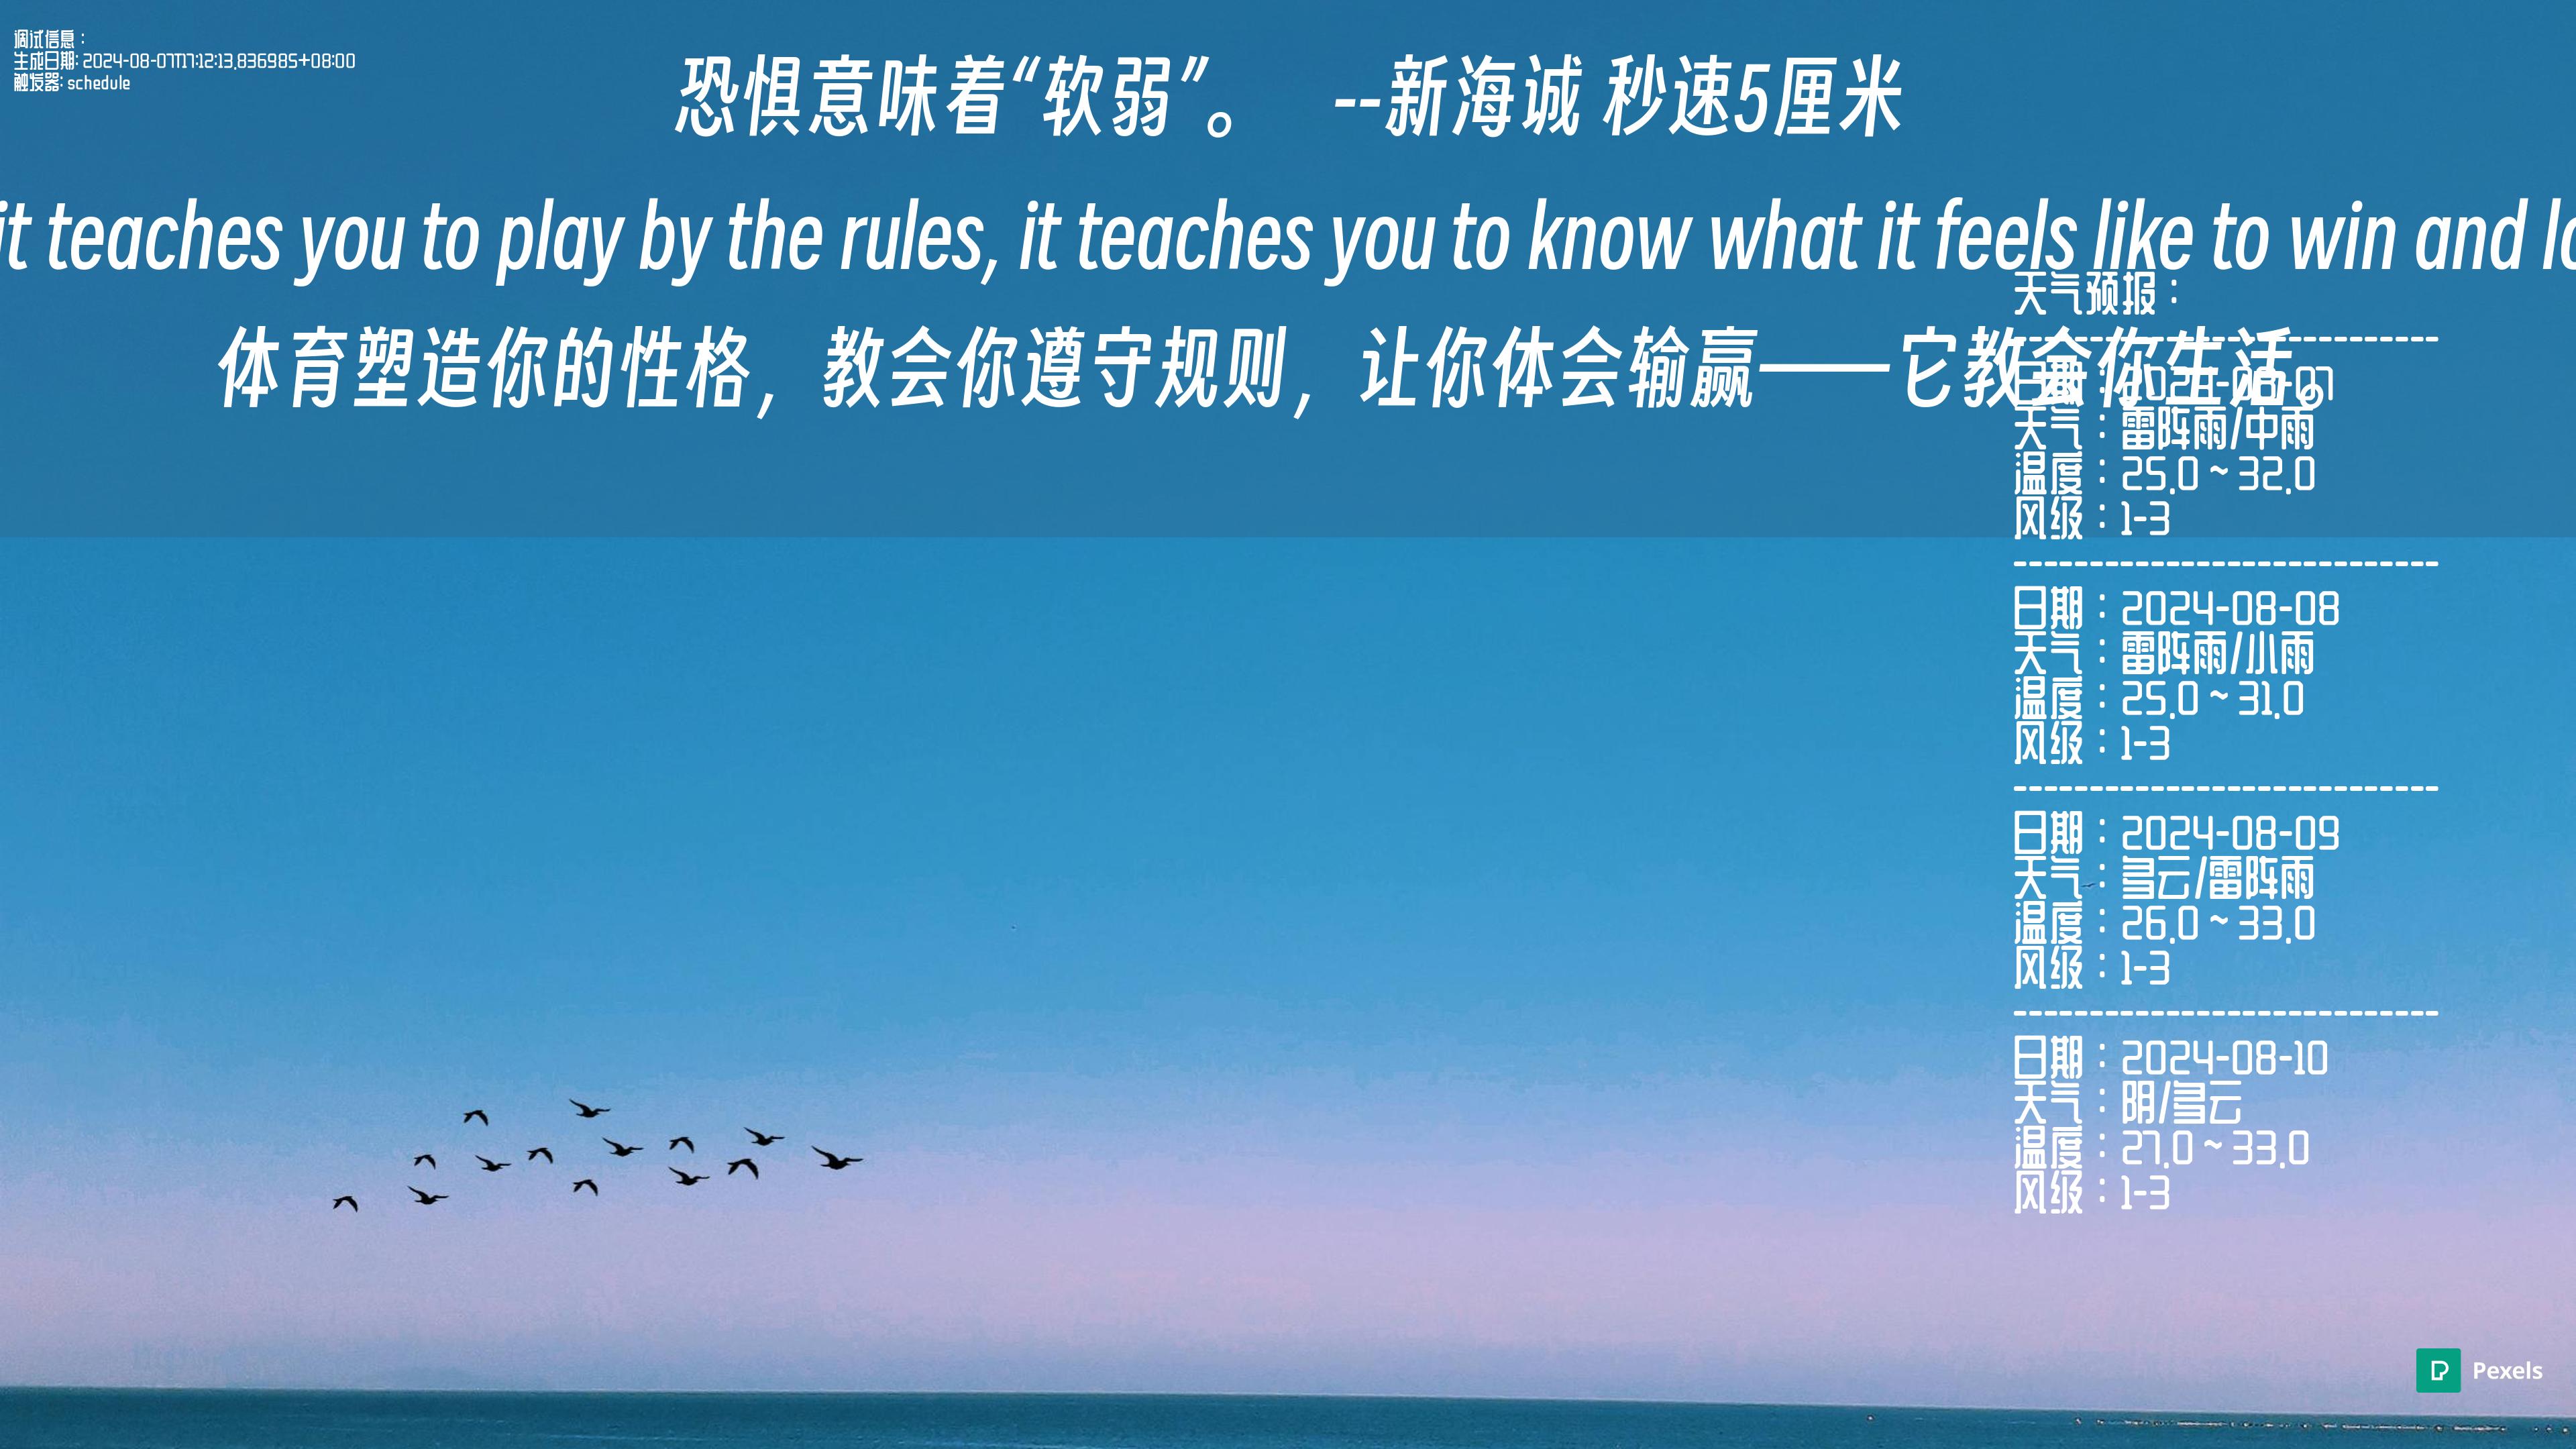 调试信息：
生成日期: 2024-08-07T17:12:13.836985+08:00
触发器: schedule
恐惧意味着“软弱”。 --新海诚 秒速5厘米
it teaches you to play by the rules, it teaches you to know what it feels like to win and
体育塑造你的性格，教会你遵守规则，让你体会输赢——它教会你生活。
天气预报：
----------------------------
日期：2024-08-07
天气：雷阵雨/中雨
温度：25.0 ~ 32.0
风级：1-3
----------------------------
日期：2024-08-08
天气：雷阵雨/小雨
温度：25.0 ~ 31.0
风级：1-3
----------------------------
日期：2024-08-09
天气：多云/雷阵雨
温度：26.0 ~ 33.0
风级：1-3
----------------------------
日期：2024-08-10
天气：阴/多云
温度：27.0 ~ 33.0
风级：1-3
Pexels